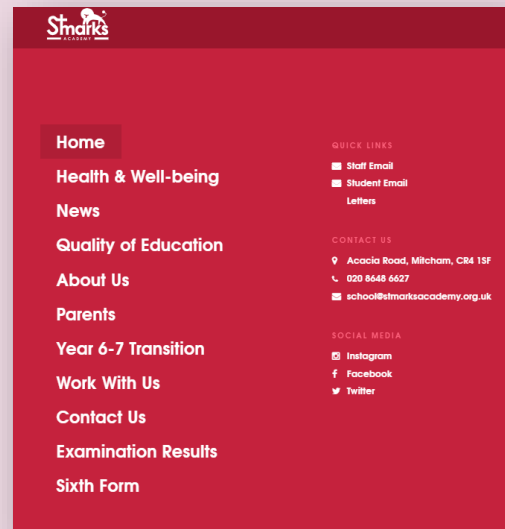 St marks
ACADEMY
Home
Health & Well-being
News
Quality of Education
About Us
Parents
Year 6-7 Transition
Work With Us
Contact Us
Examination Results
Sixth Form
QUICK LINKS
Staff Email
Student Email
Letters
CONTACT US
Acacia Road, Mitcham, CR4 1SF
020 8648 6627
school@stmarksacademy.org.uk
SOCIAL MEDIA
Instagram
Facebook
Twitter